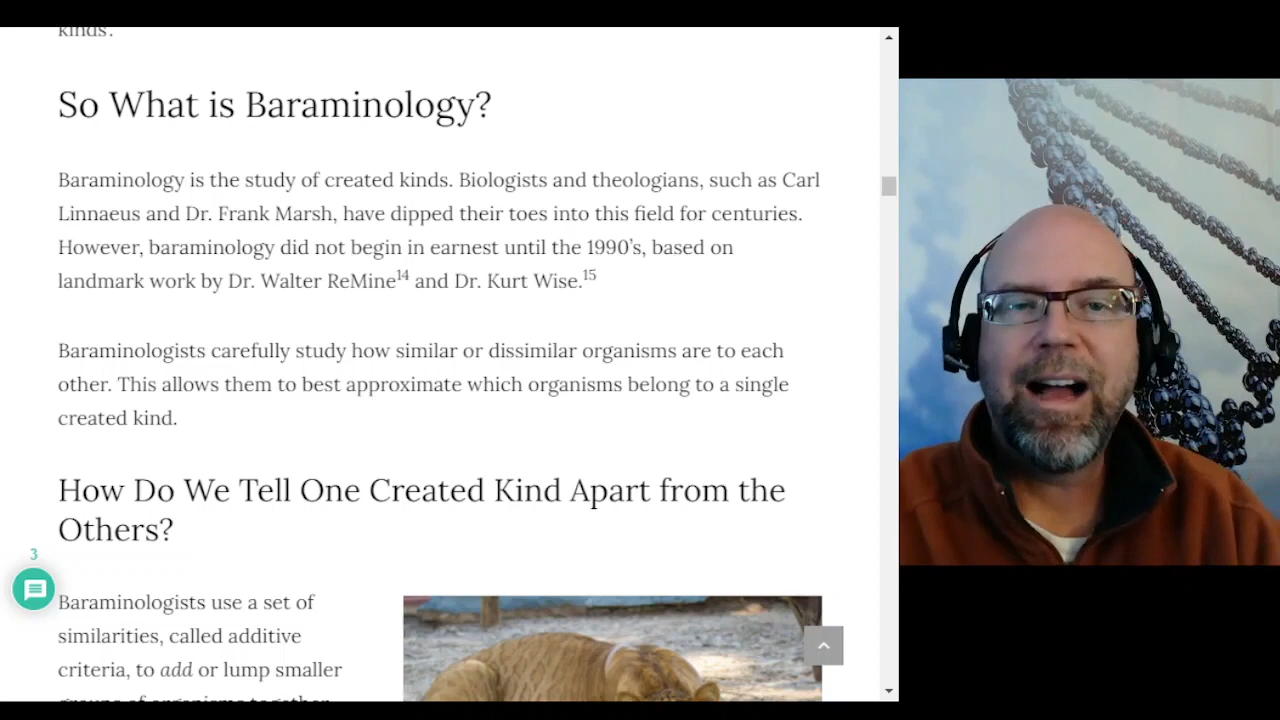 kinds'.
So What is Baraminology?
Baraminology is the study of created kinds. Biologists and theologians, such as Carl
Linnaeus and Dr. Frank Marsh, have dipped their toes into this field for centuries.
However, baraminology did not begin in earnest until the 1990's, based on
landmark work by Dr. Walter ReMine14 and Dr. Kurt Wise.15
Baraminologists carefully study how similar or dissimilar organisms are to each
other. This allows them to best approximate which organisms belong to a single
created kind.
How Do We Tell One Created Kind Apart from the
Others?
3
Baraminologists use a set of
similarities, called additive
criteria, to add or lump smaller
groups of organisms together